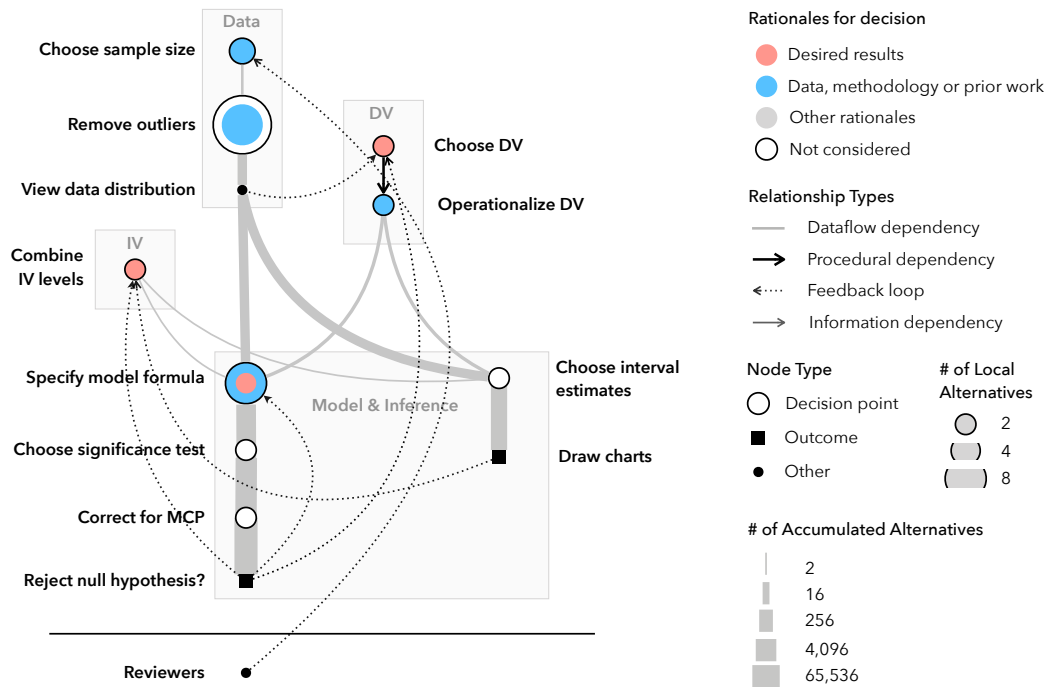 Data
Choose sample size
Remove outliers
View data distribution
DV
Choose DV
Operationalize DV
IV
Combine
IV levels
Specify model formula
Model & Inference
Choose interval
estimates
Choose significance test
Draw charts
Correct for MCP
Reject null hypothesis?
Reviewers
Rationales for decision
Desired results
Data, methodology or prior work
Other rationales
Not considered
Relationship Types
Dataflow dependency
Procedural dependency
Feedback loop
Information dependency
Node Type
Decision point
Outcome
Other
# of Local
Alternatives
2
4
8
# of Accumulated Alternatives
2
16
256
4,096
65,536